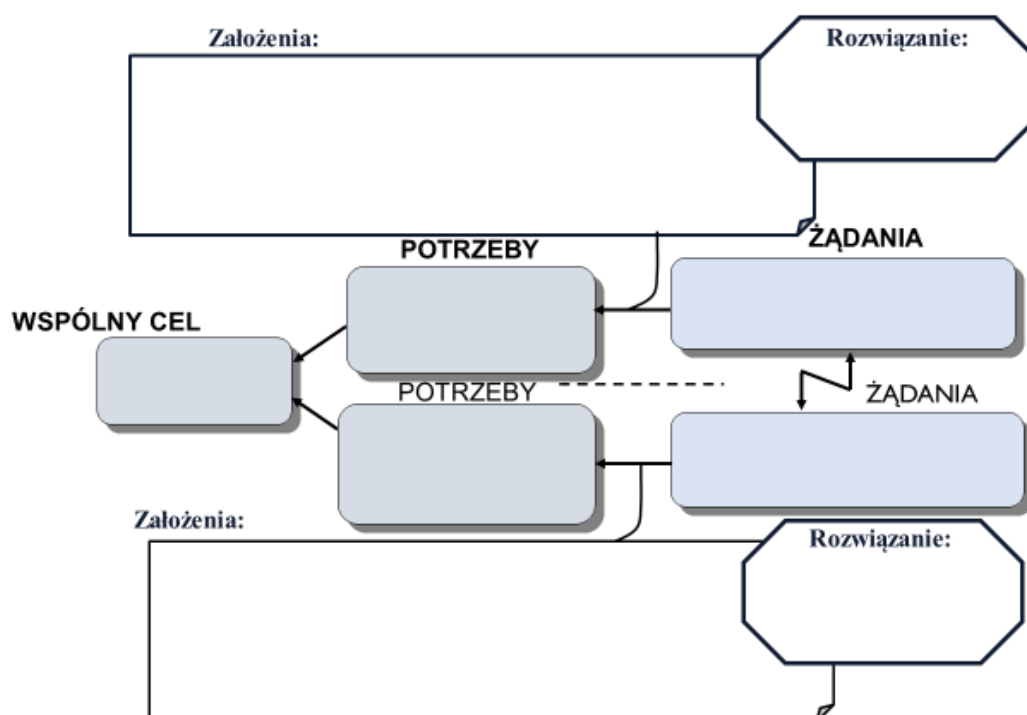 Założenia:
Rozwiązanie:
POTRZEBY
ŻĄDANIA
WSPÓLNY CEL
POTRZEBY
ŻĄDANIA
Założenia:
Rozwiązanie: